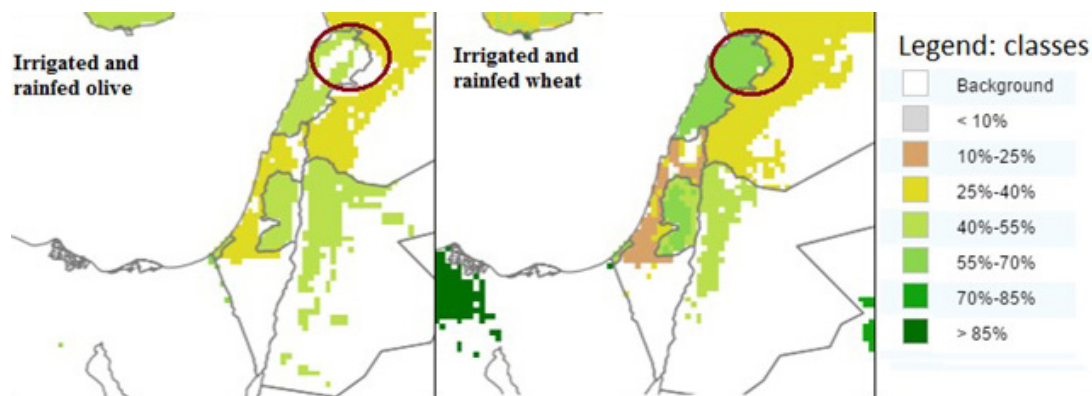 Irrigated and
rainfed olive
Irrigated and
rainfed wheat
Legend: classes
Background
< 10%
10%-25%
25%-40%
40%-55%
55%-70%
70%-85%
> 85%